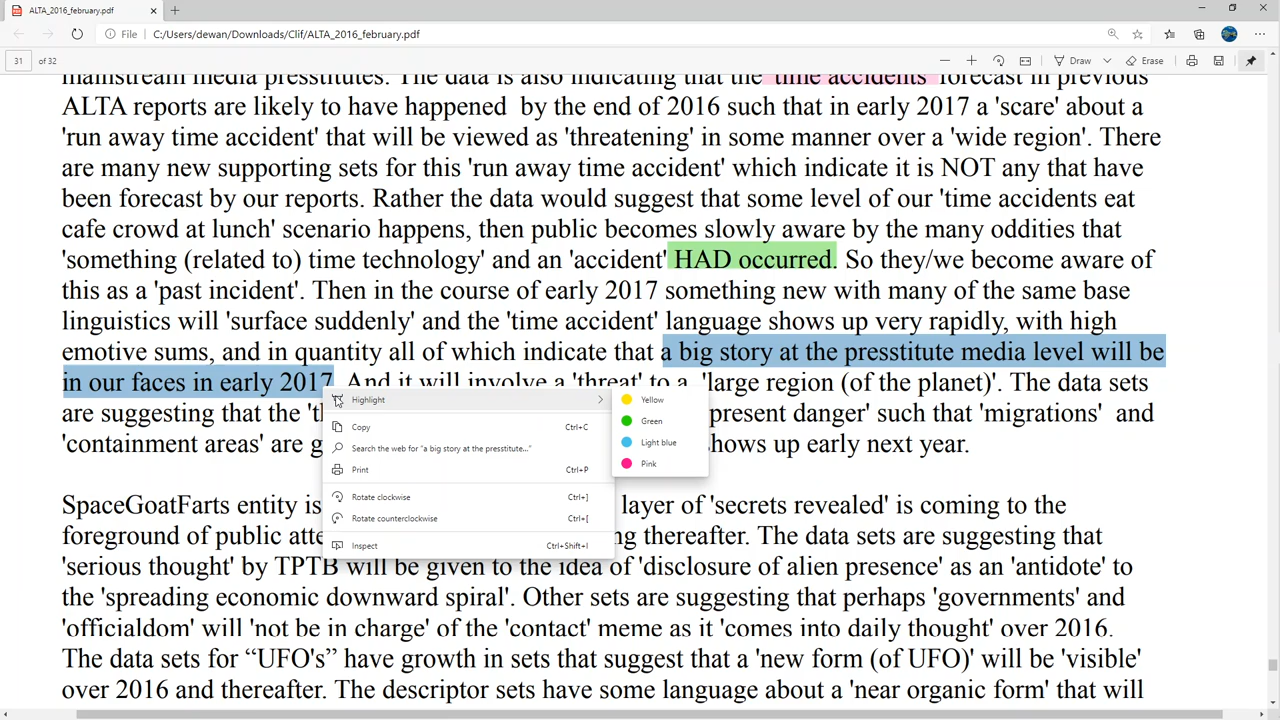 ALTA_2016_february.pdf
File
C:/Users/dewan/Downloads/Clif/ALTA_2016_february.pdf
31 of 32
Draw
Erase
mainstream media presstitutes. The data is also indicating that the 'time accidents' forecast in previous
ALTA reports are likely to have happened by the end of 2016 such that in early 2017 a 'scare' about a
'run away time accident' that will be viewed as 'threatening' in some manner over a 'wide region'. There
are many new supporting sets for this 'run away time accident' which indicate it is NOT any that have
been forecast by our reports. Rather the data would suggest that some level of our 'time accidents eat
cafe crowd at lunch' scenario happens, then public becomes slowly aware by the many oddities that
'something (related to) time technology' and an 'accident' HAD occurred. So they/we become aware of
this as a 'past incident'. Then in the course of early 2017 something new with many of the same base
linguistics will 'surface suddenly' and the 'time accident' language shows up very rapidly, with high
emotive sums, and in quantity all of which indicate that a big story at the presstitute media level will be
in our faces in early 2017. And it will involve a 'threat' to a 'large region (of the planet)'. The data sets
are suggesting that the 't present danger' such that 'migrations' and
'containment areas' are g shows up early next year.
Highlight
Copy Ctrl+C
Search the web for "a big story at the presstitute..."
Print Ctrl+P
Rotate clockwise Ctrl+]
Rotate counterclockwise Ctrl+[
Inspect Ctrl+Shift+I
Yellow
Green
Light blue
Pink
SpaceGoatFarts entity is layer of 'secrets revealed' is coming to the
foreground of public atte ng thereafter. The data sets are suggesting that
'serious thought' by TPTB will be given to the idea of 'disclosure of alien presence' as an 'antidote' to
the 'spreading economic downward spiral'. Other sets are suggesting that perhaps 'governments' and
'officialdom' will 'not be in charge' of the 'contact' meme as it 'comes into daily thought' over 2016.
The data sets for “UFO's” have growth in sets that suggest that a 'new form (of UFO)' will be 'visible'
over 2016 and thereafter. The descriptor sets have some language about a 'near organic form' that will